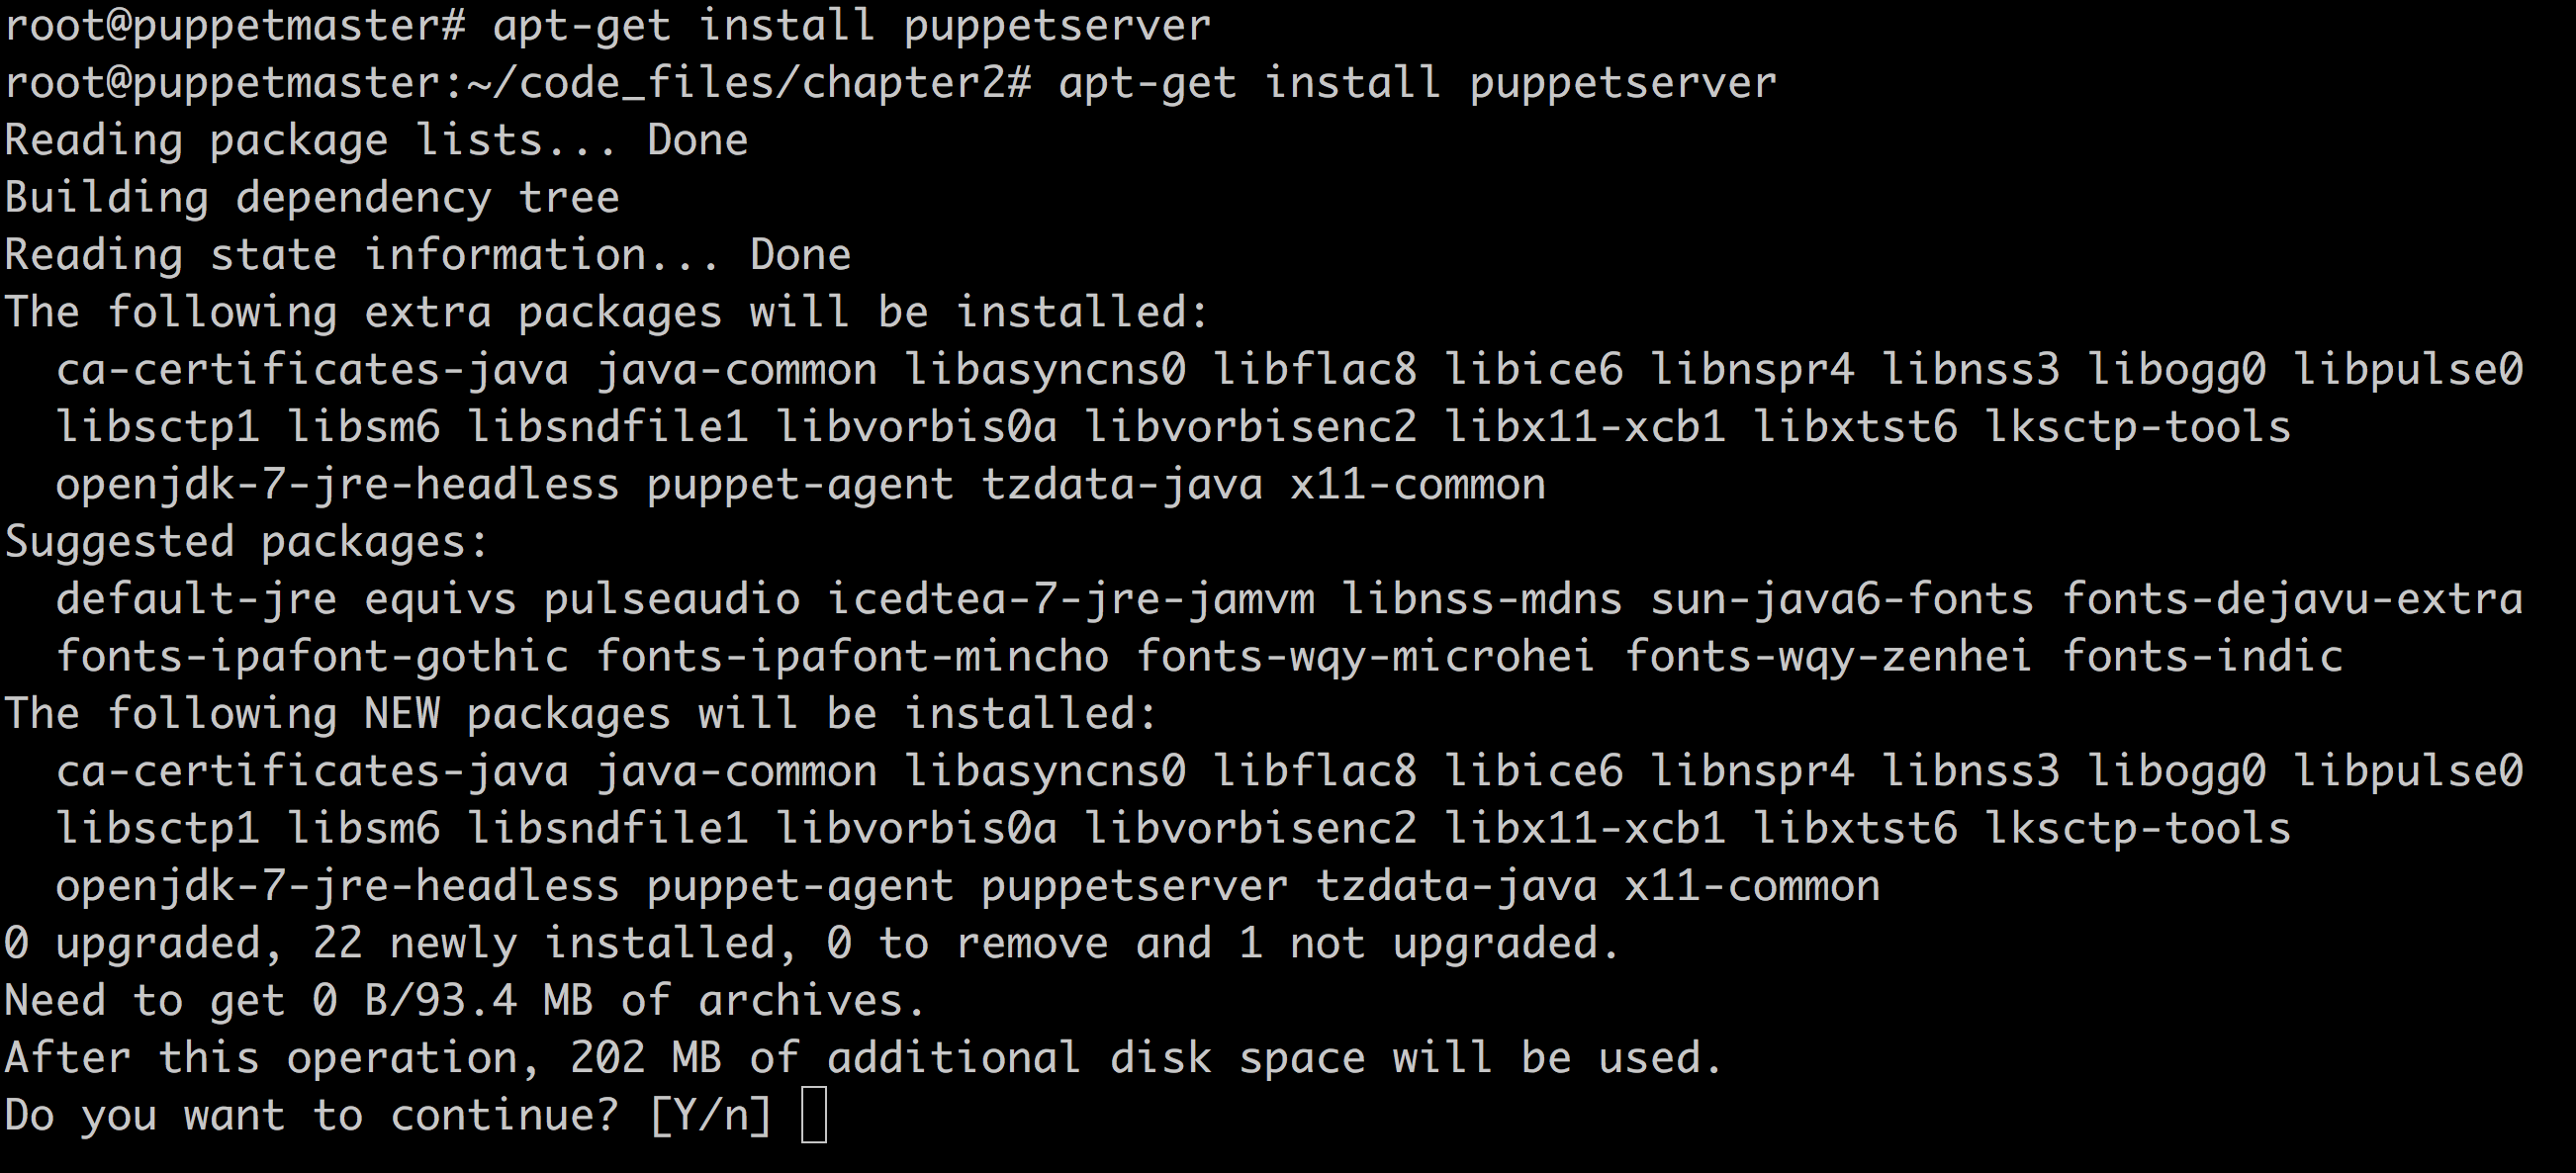 root@puppetmaster# apt-get install puppetserver
root@puppetmaster:~/code_files/chapter2# apt-get install puppetserver
Reading package lists... Done
Building dependency tree
Reading state information... Done
The following extra packages will be installed:
  ca-certificates-java java-common libasyncns0 libflac8 libice6 libnspr4 libnss3 libogg0 libpulse0
  libsctp1 libsm6 libsndfile1 libvorbis0a libvorbisenc2 libx11-xcb1 libxtst6 lksctp-tools
  openjdk-7-jre-headless puppet-agent tzdata-java x11-common
Suggested packages:
  default-jre equivs pulseaudio icedtea-7-jre-jamvm libnss-mdns sun-java6-fonts fonts-dejavu-extra
  fonts-ipafont-gothic fonts-ipafont-mincho fonts-wqy-microhei fonts-wqy-zenhei fonts-indic
The following NEW packages will be installed:
  ca-certificates-java java-common libasyncns0 libflac8 libice6 libnspr4 libnss3 libogg0 libpulse0
  libsctp1 libsm6 libsndfile1 libvorbis0a libvorbisenc2 libx11-xcb1 libxtst6 lksctp-tools
  openjdk-7-jre-headless puppet-agent puppetserver tzdata-java x11-common
0 upgraded, 22 newly installed, 0 to remove and 1 not upgraded.
Need to get 0 B/93.4 MB of archives.
After this operation, 202 MB of additional disk space will be used.
Do you want to continue? [Y/n]